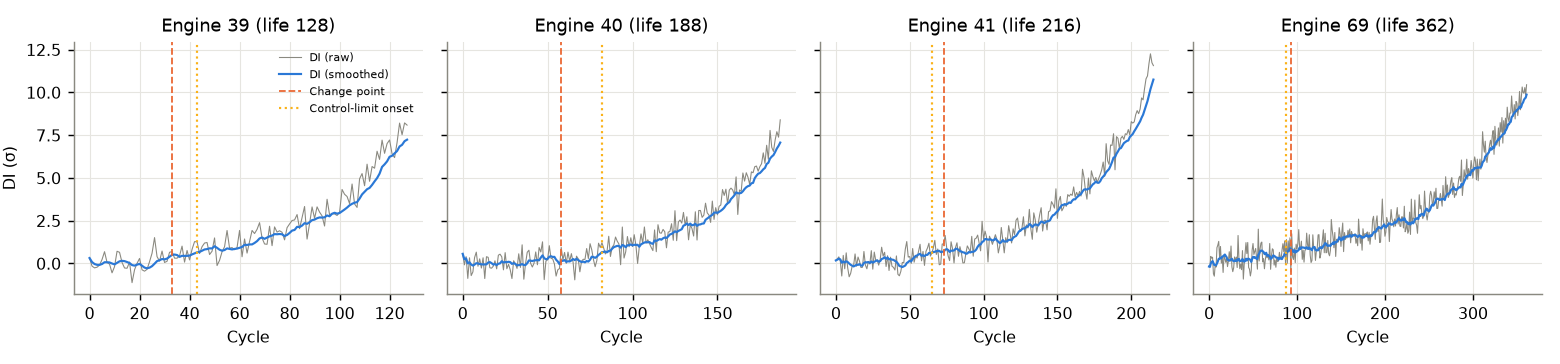 Engine 39 (life 128)
Engine 40 (life 188)
Engine 41 (life 216)
Engine 69 (life 362)
DI (σ)
12.5
10.0
7.5
5.0
2.5
0.0
DI (raw)
DI (smoothed)
Change point
Control-limit onset
0 20 40 60 80 100 120
0 50 100 150
0 50 100 150 200
0 100 200 300
Cycle
Cycle
Cycle
Cycle